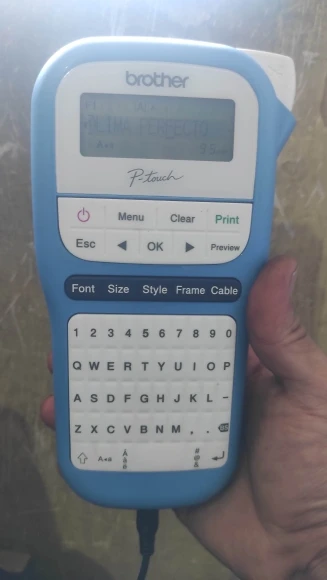 brother
P-touch
Menu Clear Print
Esc OK Preview
Font Size Style Frame Cable
1 2 3 4 5 6 7 8 9 0
Q W E R T Y U I O P
A S D F G H J K L -
Z X C V B N M , .